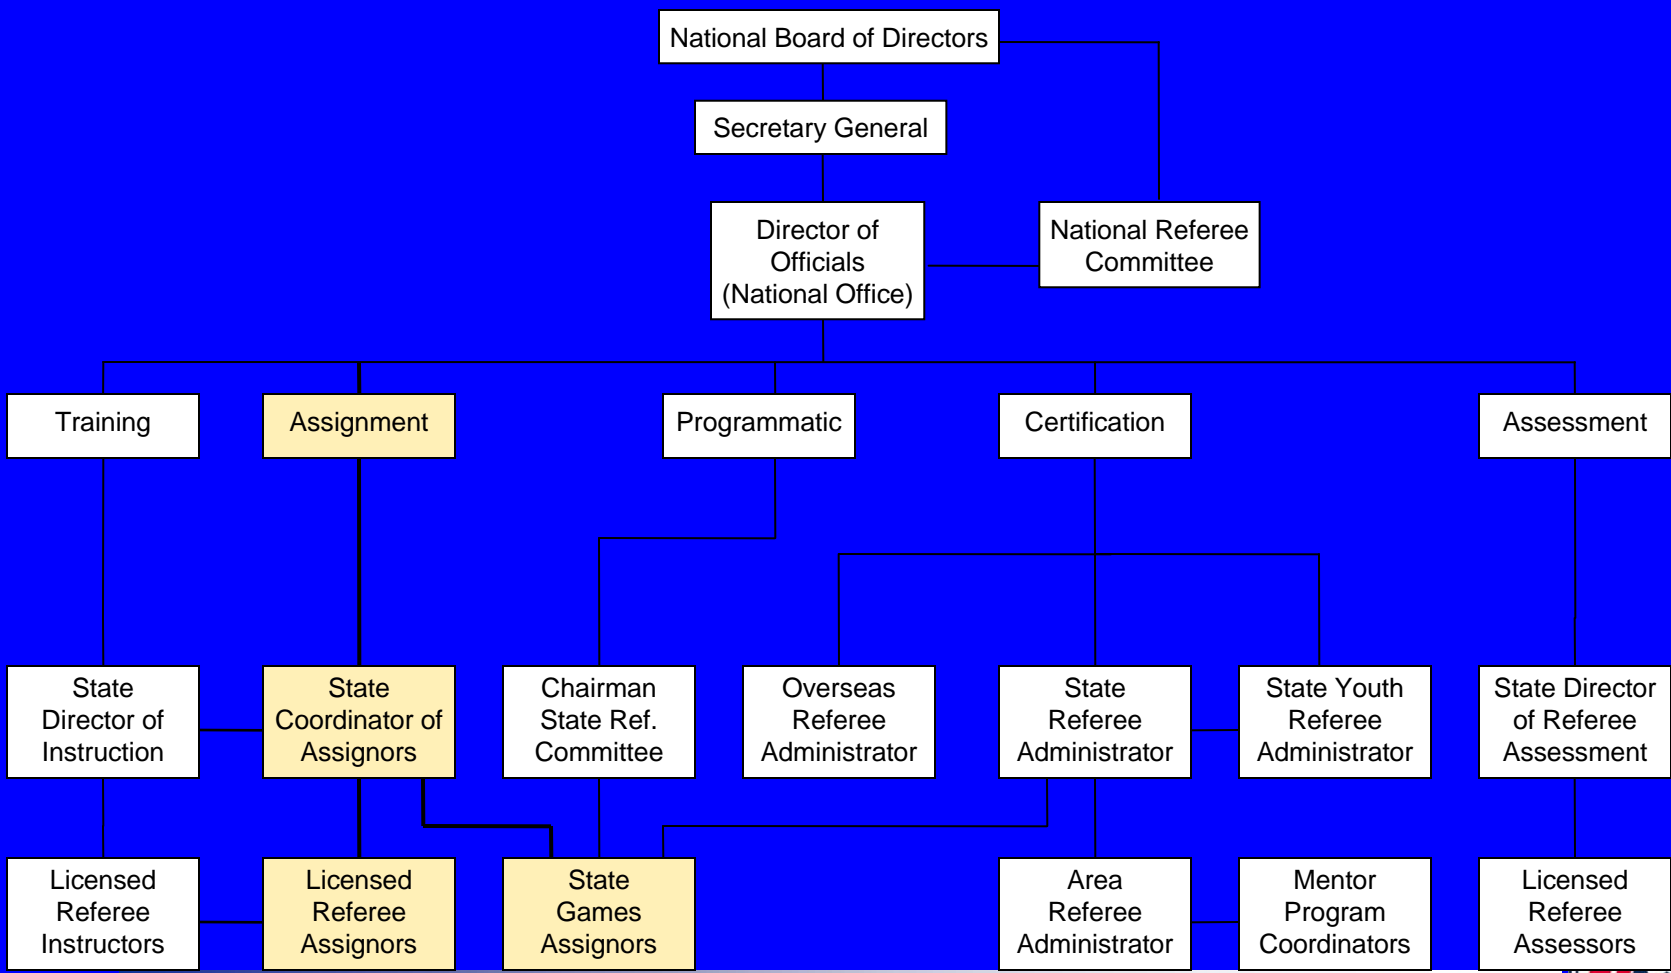 National Board of Directors
Secretary General
Director of
Officials
(National Office)
National Referee
Committee
Training
Assignment
Programmatic
Certification
Assessment
State
Director of
Instruction
State
Coordinator of
Assignors
Chairman
State Ref.
Committee
Overseas
Referee
Administrator
State
Referee
Administrator
State Youth
Referee
Administrator
State Director
of Referee
Assessment
Licensed
Referee
Instructors
Licensed
Referee
Assignors
State
Games
Assignors
Area
Referee
Administrator
Mentor
Program
Coordinators
Licensed
Referee
Assessors